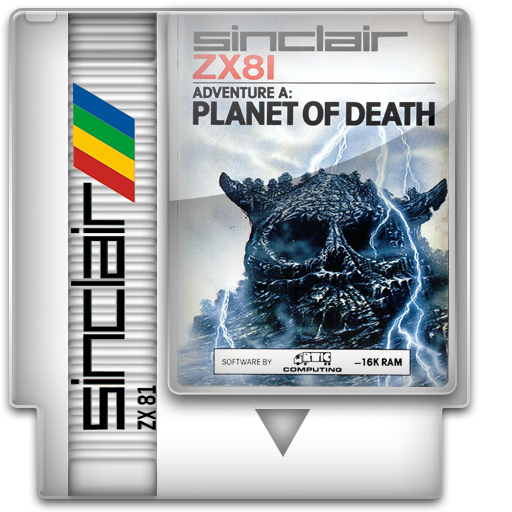 sinclair
ZX 81
sinclair
ZX81
ADVENTURE A:
PLANET OF DEATH
SOFTWARE BY
COMPUTING
–16K RAM